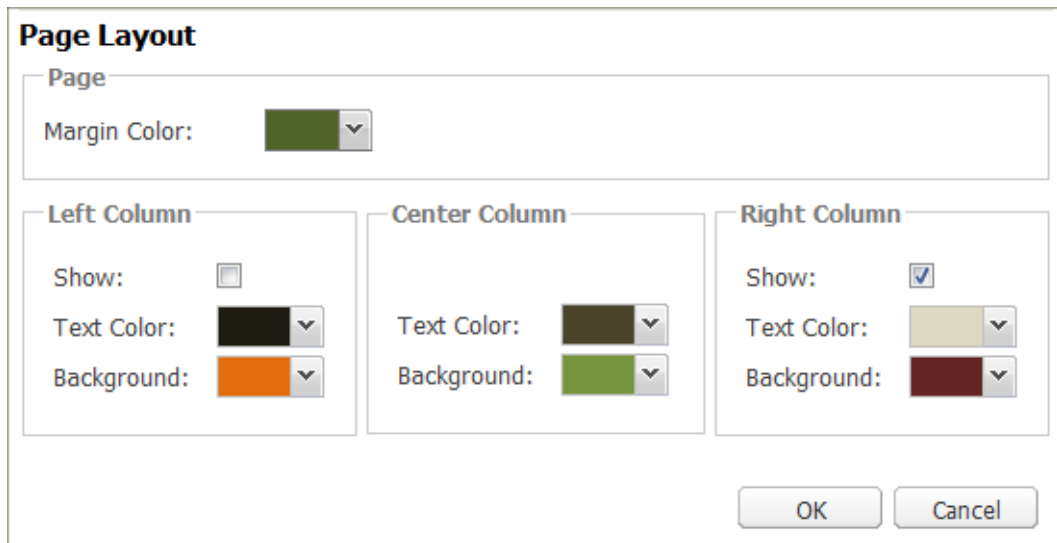 Page Layout
Page
Margin Color:
Left Column
Show:
Text Color:
Background:
Center Column
Text Color:
Background:
Right Column
Show:
Text Color:
Background:
OK
Cancel